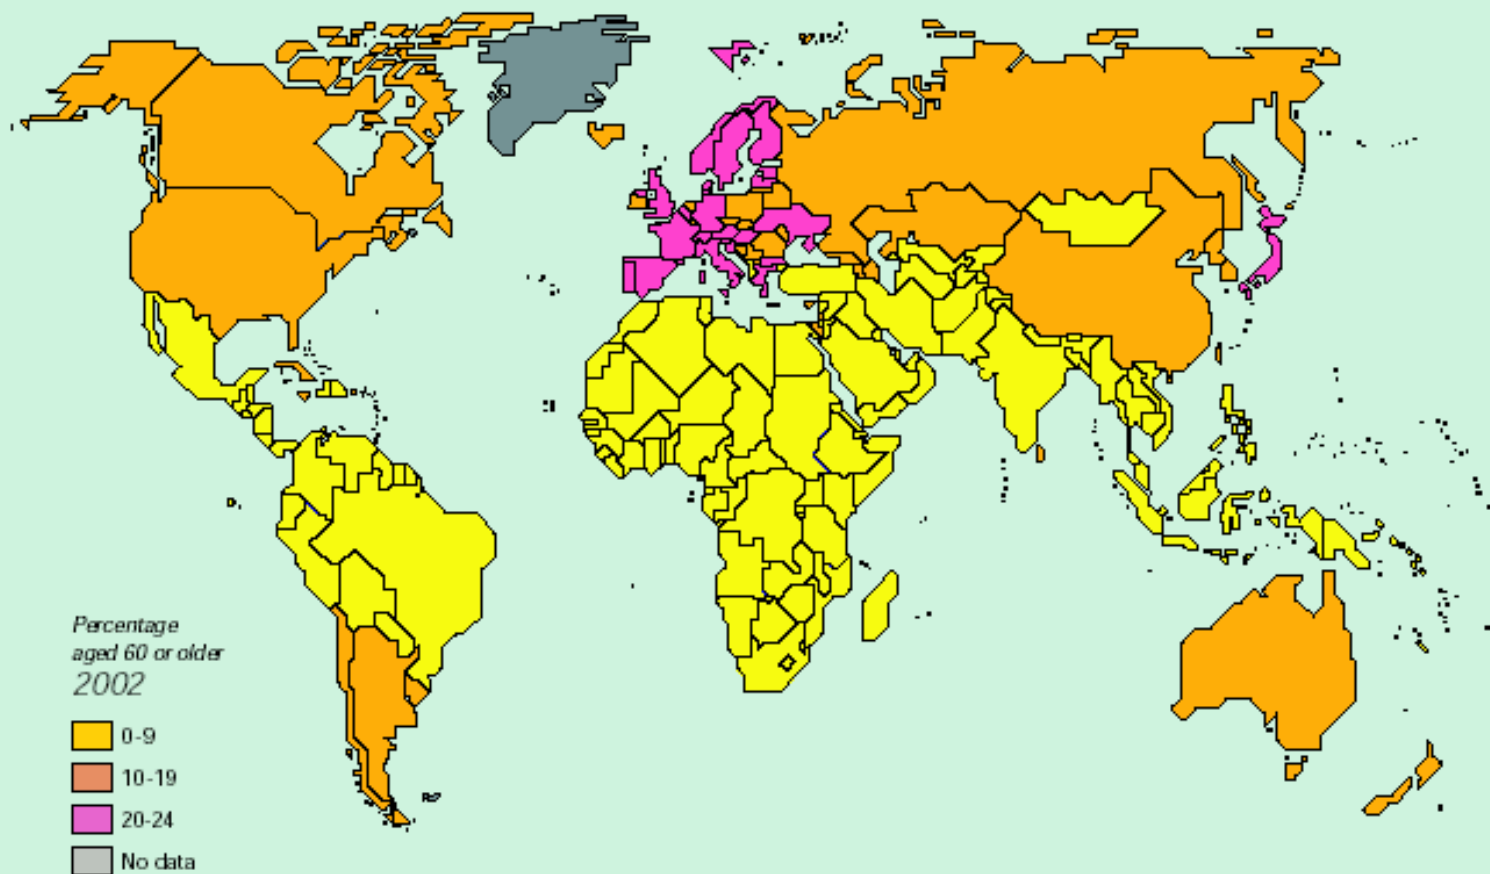 Percentage
aged 60 or older
2002
0-9
10-19
20-24
No data